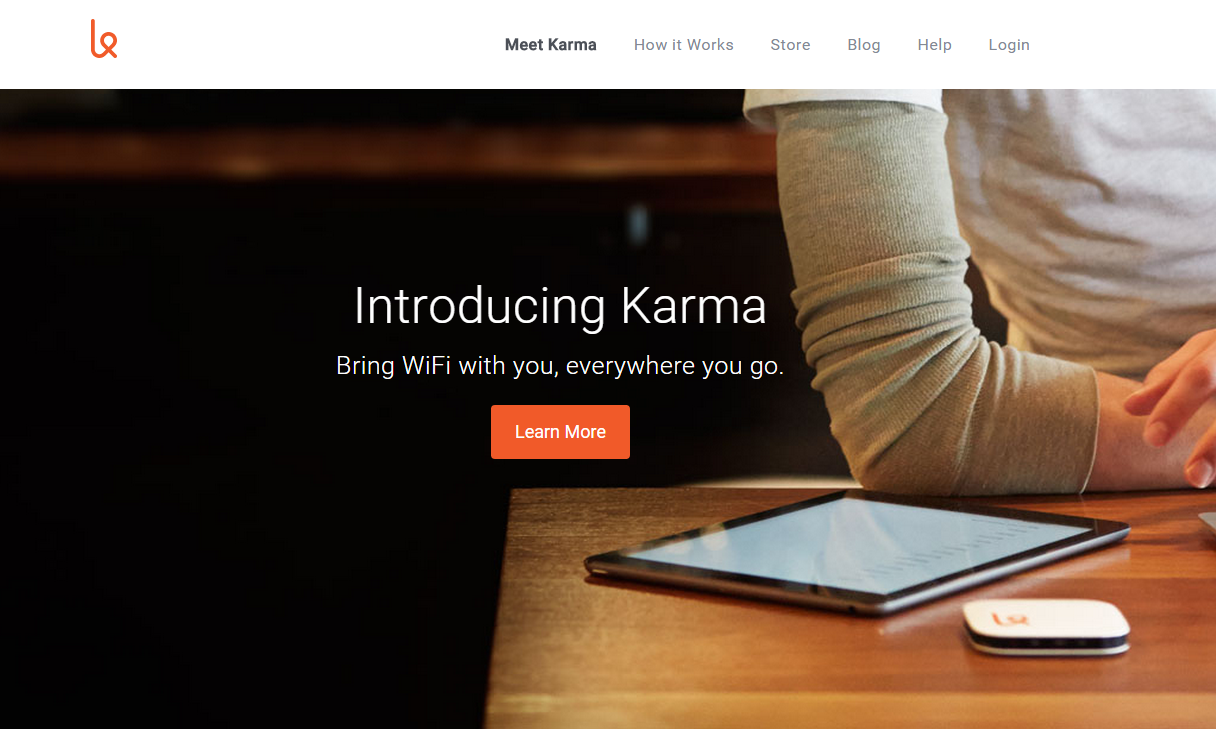 Meet Karma How it Works Store Blog Help Login
Introducing Karma
Bring WiFi with you, everywhere you go.
Learn More